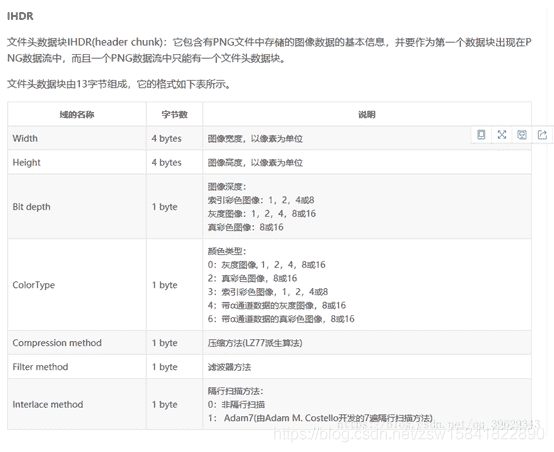 IHDR
文件头数据块IHDR(header chunk)：它包含有PNG文件中存储的图像数据的基本信息，并要作为第一个数据块出现在P
NG数据流中，而且一个PNG数据流中只能有一个文件头数据块。
文件头数据块由13字节组成，它的格式如下表所示。
域的名称 字节数 说明
Width 4 bytes 图像宽度，以像素为单位
Height 4 bytes 图像高度，以像素为单位
Bit depth 1 byte 图像深度：
索引彩色图像：1，2，4或8
灰度图像：1，2，4，8或16
真彩色图像：8或16
ColorType 1 byte 颜色类型：
0：灰度图像, 1，2，4，8或16
2：真彩色图像，8或16
3：索引彩色图像，1，2，4或8
4：带α通道数据的灰度图像，8或16
6：带α通道数据的真彩色图像，8或16
Compression method 1 byte 压缩方法(LZ77派生算法)
Filter method 1 byte 滤波器方法
Interlace method 1 byte 隔行扫描方法：
0：非隔行扫描
1： Adam7(由Adam M. Costello开发的7遍隔行扫描方法)
https://blog.csdn.net/zsw15841822890